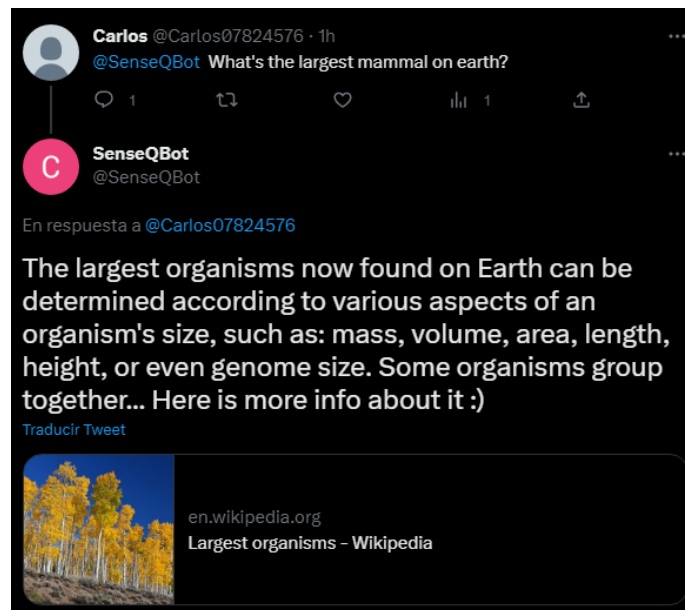 Carlos @Carlos07824576 · 1h
@SenseQBot What's the largest mammal on earth?
1 1
C
SenseQBot
@SenseQBot
En respuesta a @Carlos07824576
The largest organisms now found on Earth can be
determined according to various aspects of an
organism's size, such as: mass, volume, area, length,
height, or even genome size. Some organisms group
together... Here is more info about it :)
Traducir Tweet
en.wikipedia.org
Largest organisms - Wikipedia